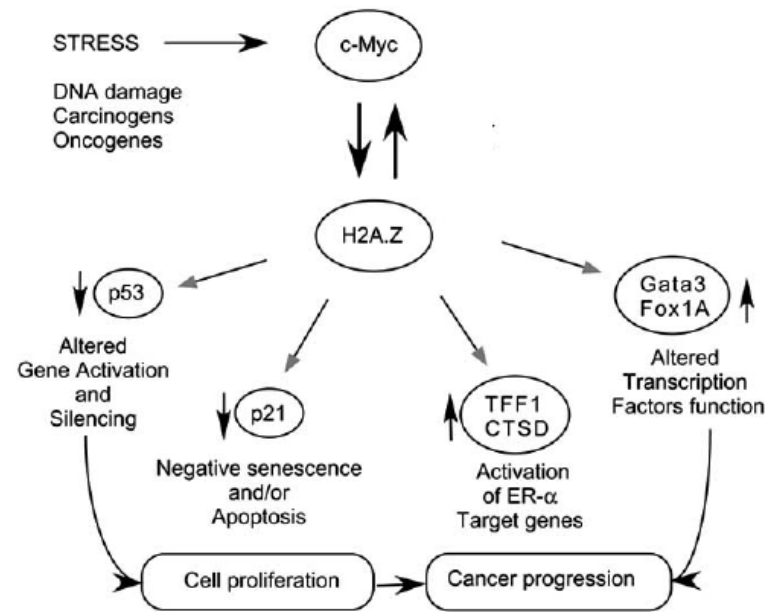 STRESS
c-Myc
DNA damage
Carcinogens
Oncogenes
H2A.Z
p53
Altered
Gene Activation
and
Silencing
p21
Negative senescence
and/or
Apoptosis
TFF1
CTSD
Activation
of ER-α
Target genes
Gata3
Fox1A
Altered
Transcription
Factors function
Cell proliferation
Cancer progression